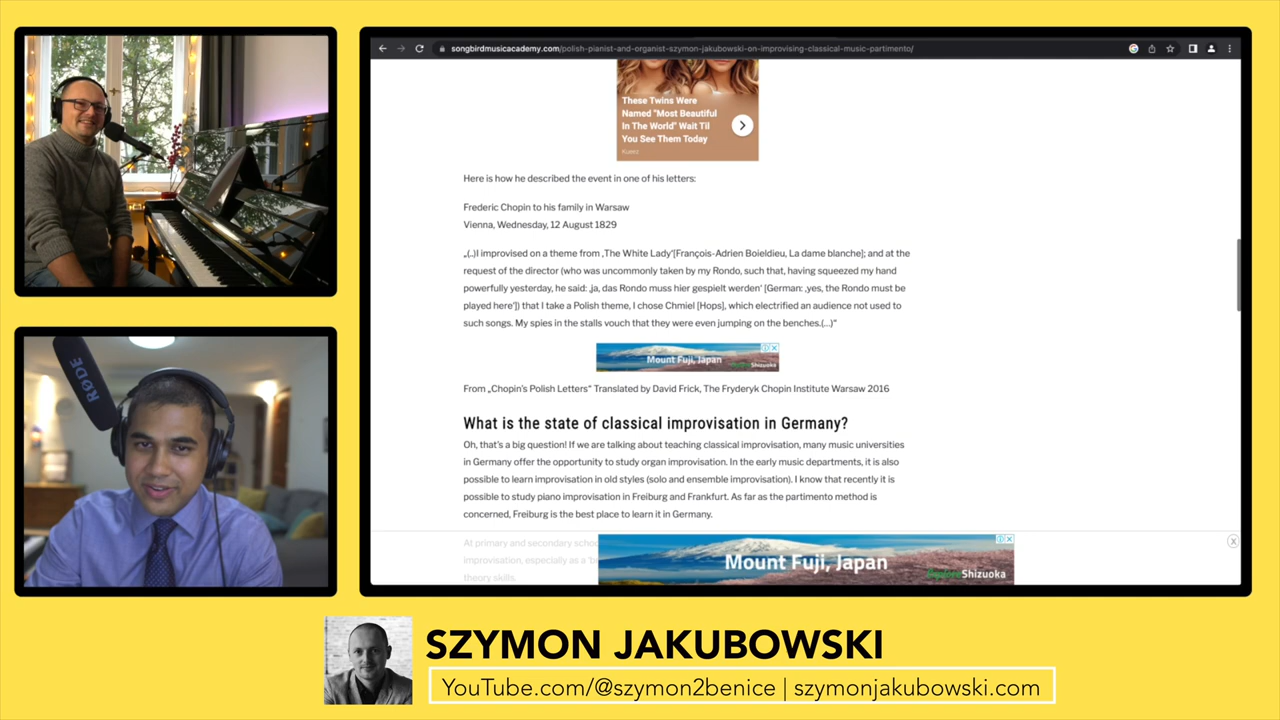 songbirdmusicacademy.com/polish-pianist-and-organist-szymon-jakubowski-on-improvising-classical-music-partimento/
These Twins Were
Named "Most Beautiful
In The World" Wait Til
You See Them Today
Here is how he described the event in one of his letters:
Frederic Chopin to his family in Warsaw
Vienna, Wednesday, 12 August 1829
„(..)I improvised on a theme from ‚The White Lady'[François-Adrien Boieldieu, La dame blanche]; and at the
request of the director (who was uncommonly taken by my Rondo, such that, having squeezed my hand
powerfully yesterday, he said: ‚ja, das Rondo muss hier gespielt werden' [German: ‚yes, the Rondo must be
played here']) that I take a Polish theme, I chose Chmiel [Hops], which electrified an audience not used to
such songs. My spies in the stalls vouch that they were even jumping on the benches.(…)"
Mount Fuji, Japan
Shizuoka
From „Chopin's Polish Letters" Translated by David Frick, The Fryderyk Chopin Institute Warsaw 2016
What is the state of classical improvisation in Germany?
Oh, that's a big question! If we are talking about teaching classical improvisation, many music universities
in Germany offer the opportunity to study organ improvisation. In the early music departments, it is also
possible to learn improvisation in old styles (solo and ensemble improvisation). I know that recently it is
possible to study piano improvisation in Freiburg and Frankfurt. As far as the partimento method is
concerned, Freiburg is the best place to learn it in Germany.
At primary and secondary
improvisation, especially as a
theory skills.
Mount Fuji, Japan
Explore Shizuoka
X
RØDE
SZYMON JAKUBOWSKI
YouTube.com/@szymon2benice | szymonjakubowski.com